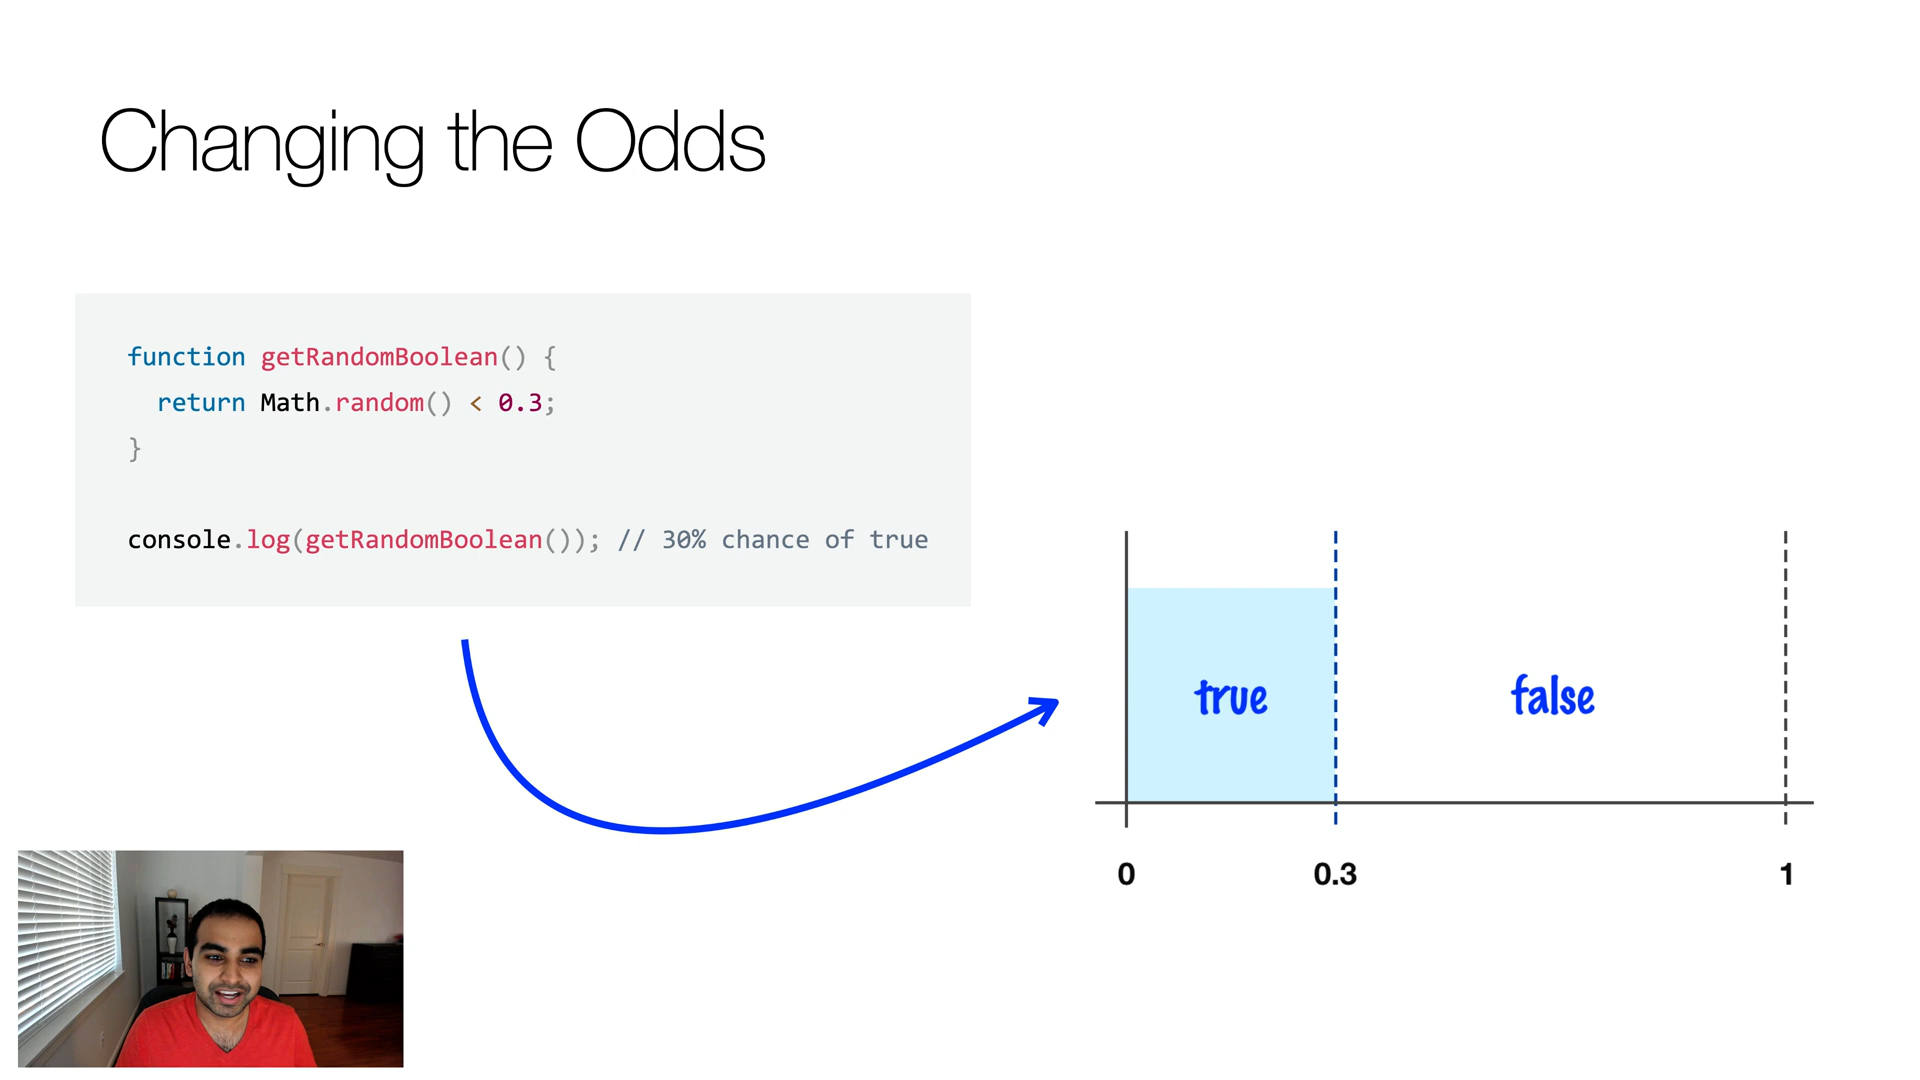 Changing the Odds
function getRandomBoolean() {
  return Math.random() < 0.3;
}
console.log(getRandomBoolean()); // 30% chance of true
true
false
0
0.3
1